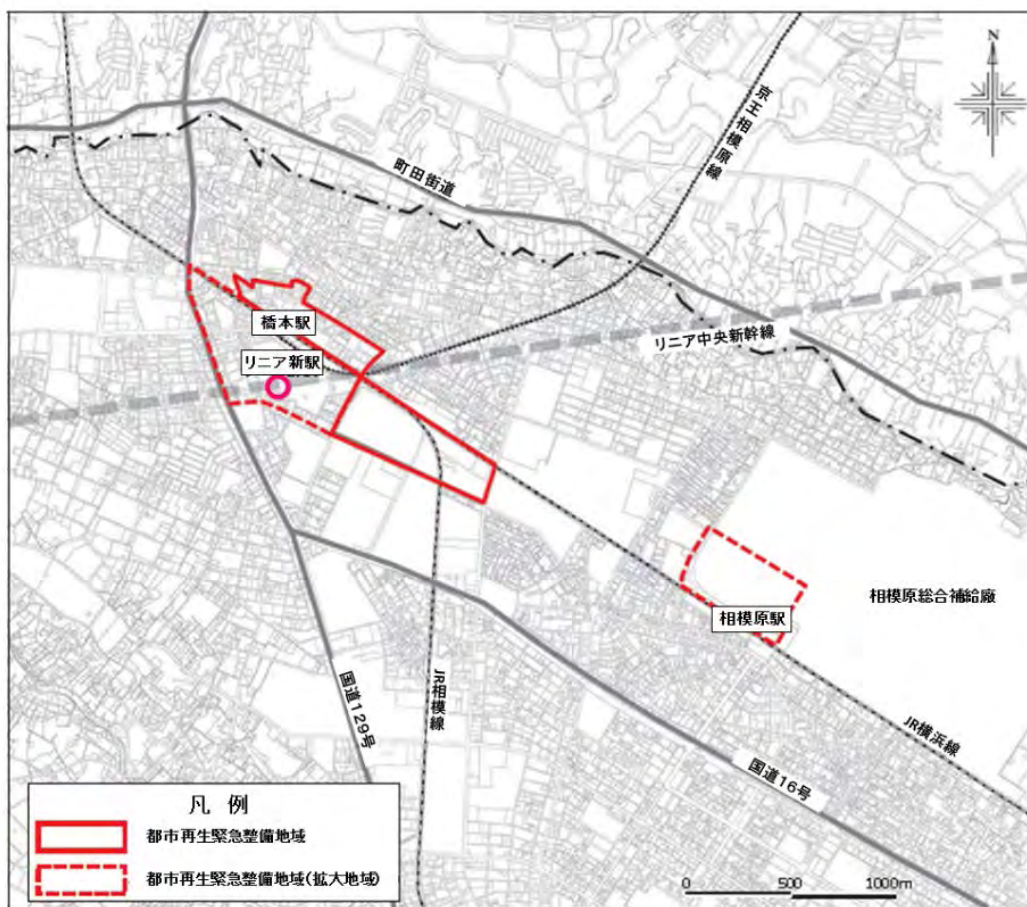 N
京王相模原線
町田街道
橋本駅
リニア中央新幹線
リニア新駅
相模原総合補給廠
相模原駅
国道129号
JR相模線
JR横浜線
国道16号
凡 例
都市再生緊急整備地域
都市再生緊急整備地域(拡大地域)
0 500 1000m